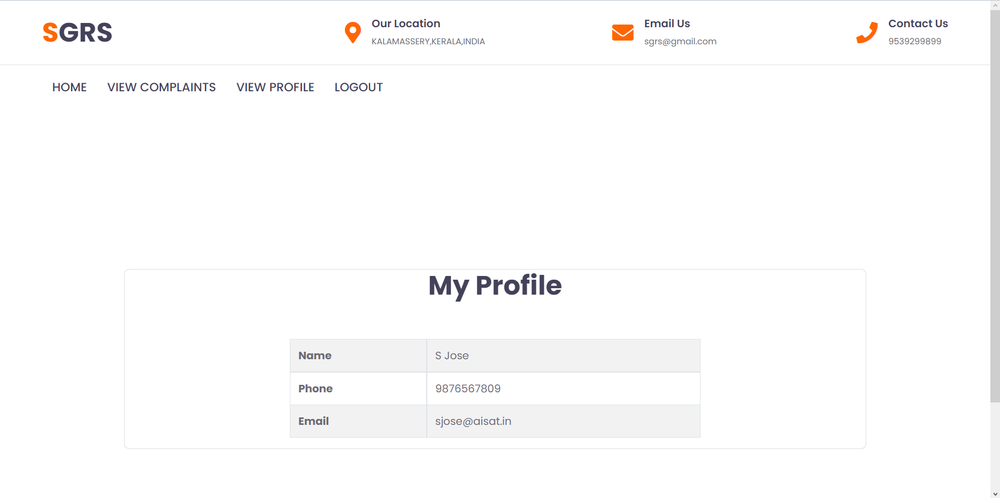 SGRS
Our Location
KALAMASSERY,KERALA,INDIA
Email Us
sgrs@gmail.com
Contact Us
9539299899
HOME VIEW COMPLAINTS VIEW PROFILE LOGOUT
My Profile
Name S Jose
Phone 9876567809
Email sjose@aisat.in